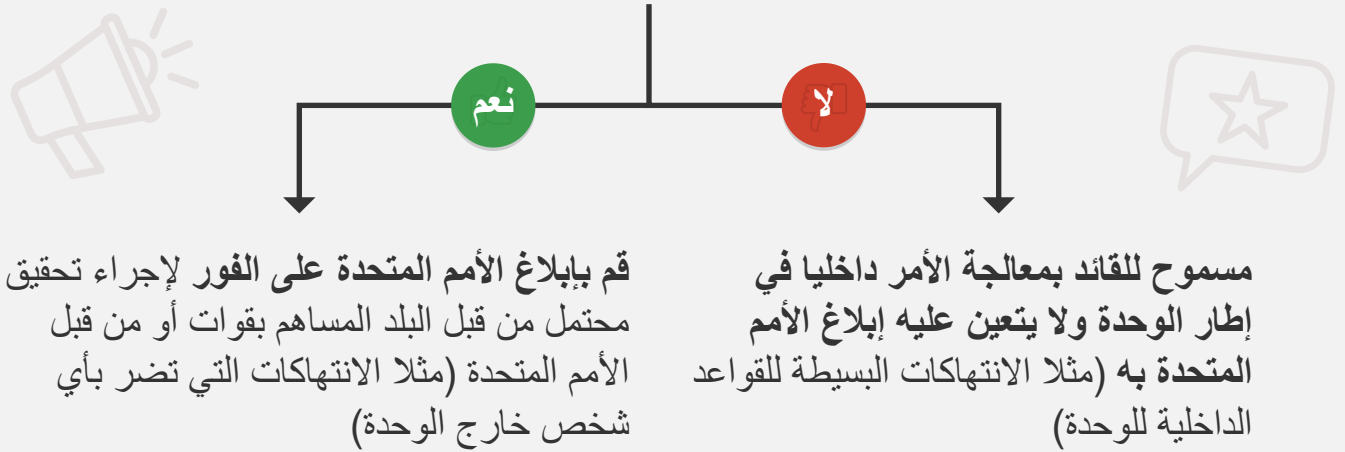 لا
نعم
مسموح للقائد بمعالجة الأمر داخليا في
إطار الوحدة ولا يتعين عليه إبلاغ الأمم
المتحدة به (مثلا الانتهاكات البسيطة للقواعد
الداخلية للوحدة)
قم بإبلاغ الأمم المتحدة على الفور لإجراء تحقيق
محتمل من قبل البلد المساهم بقوات أو من قبل
الأمم المتحدة (مثلا الانتهاكات التي تضر بأي
شخص خارج الوحدة)